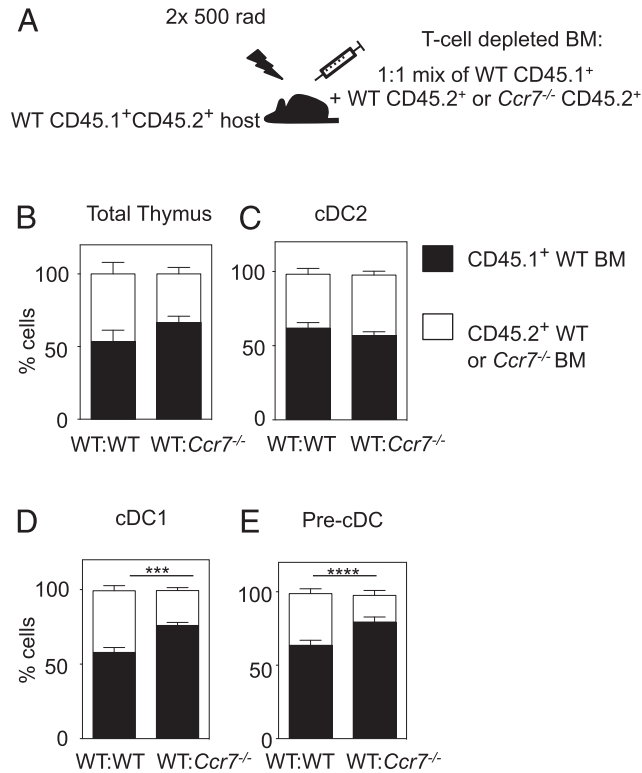 A
2x 500 rad
T-cell depleted BM:
1:1 mix of WT CD45.1⁺
+ WT CD45.2⁺ or Ccr7⁻/⁻ CD45.2⁺
WT CD45.1⁺CD45.2⁺ host
B Total Thymus
C cDC2
% cells
100
50
0
WT:WT WT:Ccr7⁻/⁻
100
50
0
WT:WT WT:Ccr7⁻/⁻
CD45.1⁺ WT BM
CD45.2⁺ WT
or Ccr7⁻/⁻ BM
D cDC1
E Pre-cDC
% cells
100
50
0
***
WT:WT WT:Ccr7⁻/⁻
100
50
0
****
WT:WT WT:Ccr7⁻/⁻